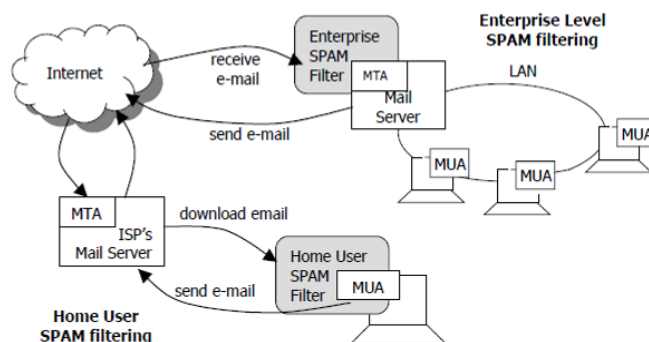 Enterprise Level
SPAM filtering
Internet
receive
e-mail
Enterprise
SPAM
Filter
MTA
Mail
Server
LAN
send e-mail
MUA
MUA
MUA
MTA
ISP's
Mail Server
download email
Home User
SPAM
Filter
MUA
send e-mail
Home User
SPAM filtering